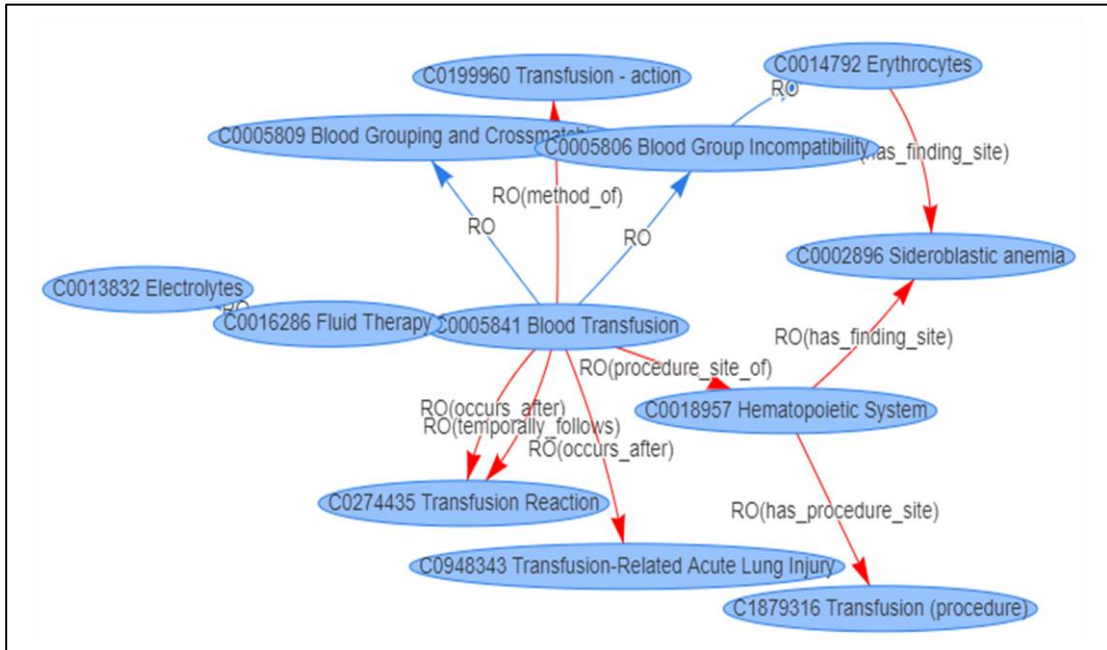 C0014792 Erythrocytes
C0199960 Transfusion - action
RO
C0005809 Blood Grouping and
C0005806 Blood Group Incompatibility
has_finding_site)
RO(method_of)
RO
RO
C0002896 Sideroblastic anemia
C0013832 Electrolytes
RO
C0016286 Fluid Therapy
C0005841 Blood Transfusion
RO(has_finding_site)
RO(procedure_site_of)
C0018957 Hematopoietic System
RO(occurs_after)
RO(temporally_follows)
RO(occurs_after)
C0274435 Transfusion Reaction
RO(has_procedure_site)
C0948343 Transfusion-Related Acute Lung Injury
C1879316 Transfusion (procedure)